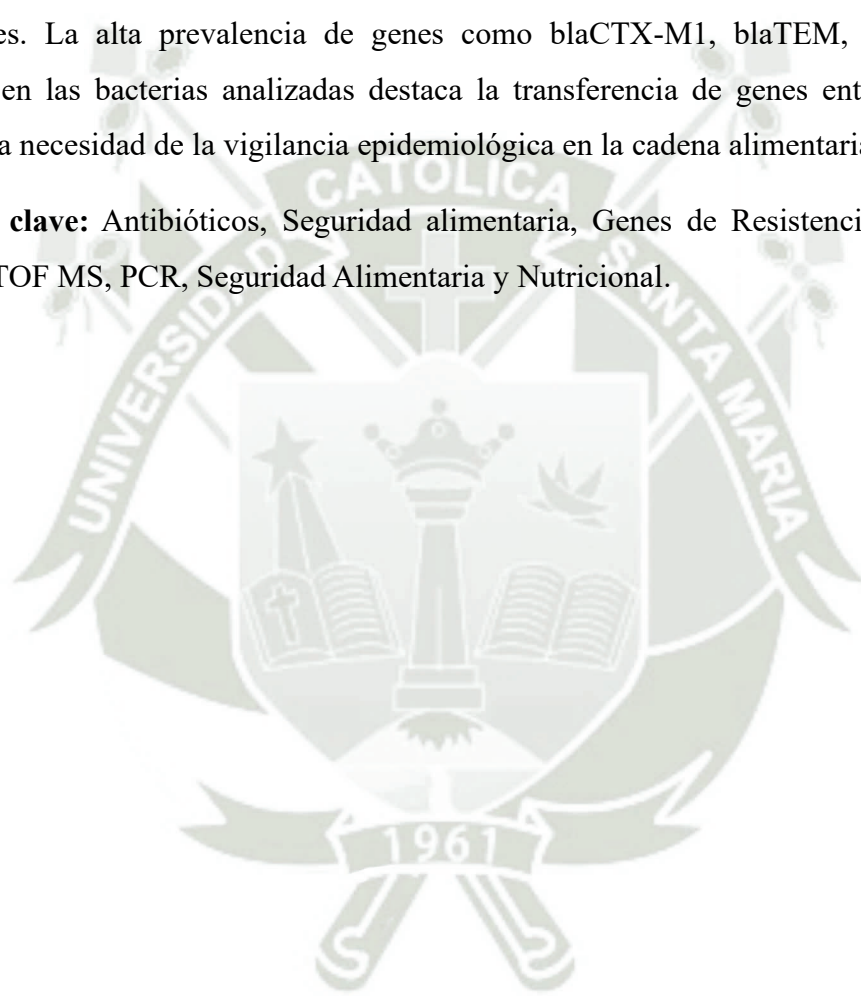 es. La alta prevalencia de genes como blaCTX-M1, blaTEM,
en las bacterias analizadas destaca la transferencia de genes ent
a necesidad de la vigilancia epidemiológica en la cadena alimentaria
clave: Antibióticos, Seguridad alimentaria, Genes de Resistenci
TOF MS, PCR, Seguridad Alimentaria y Nutricional.
UNIVERSIDAD CATOLICA SANTA MARIA
1961